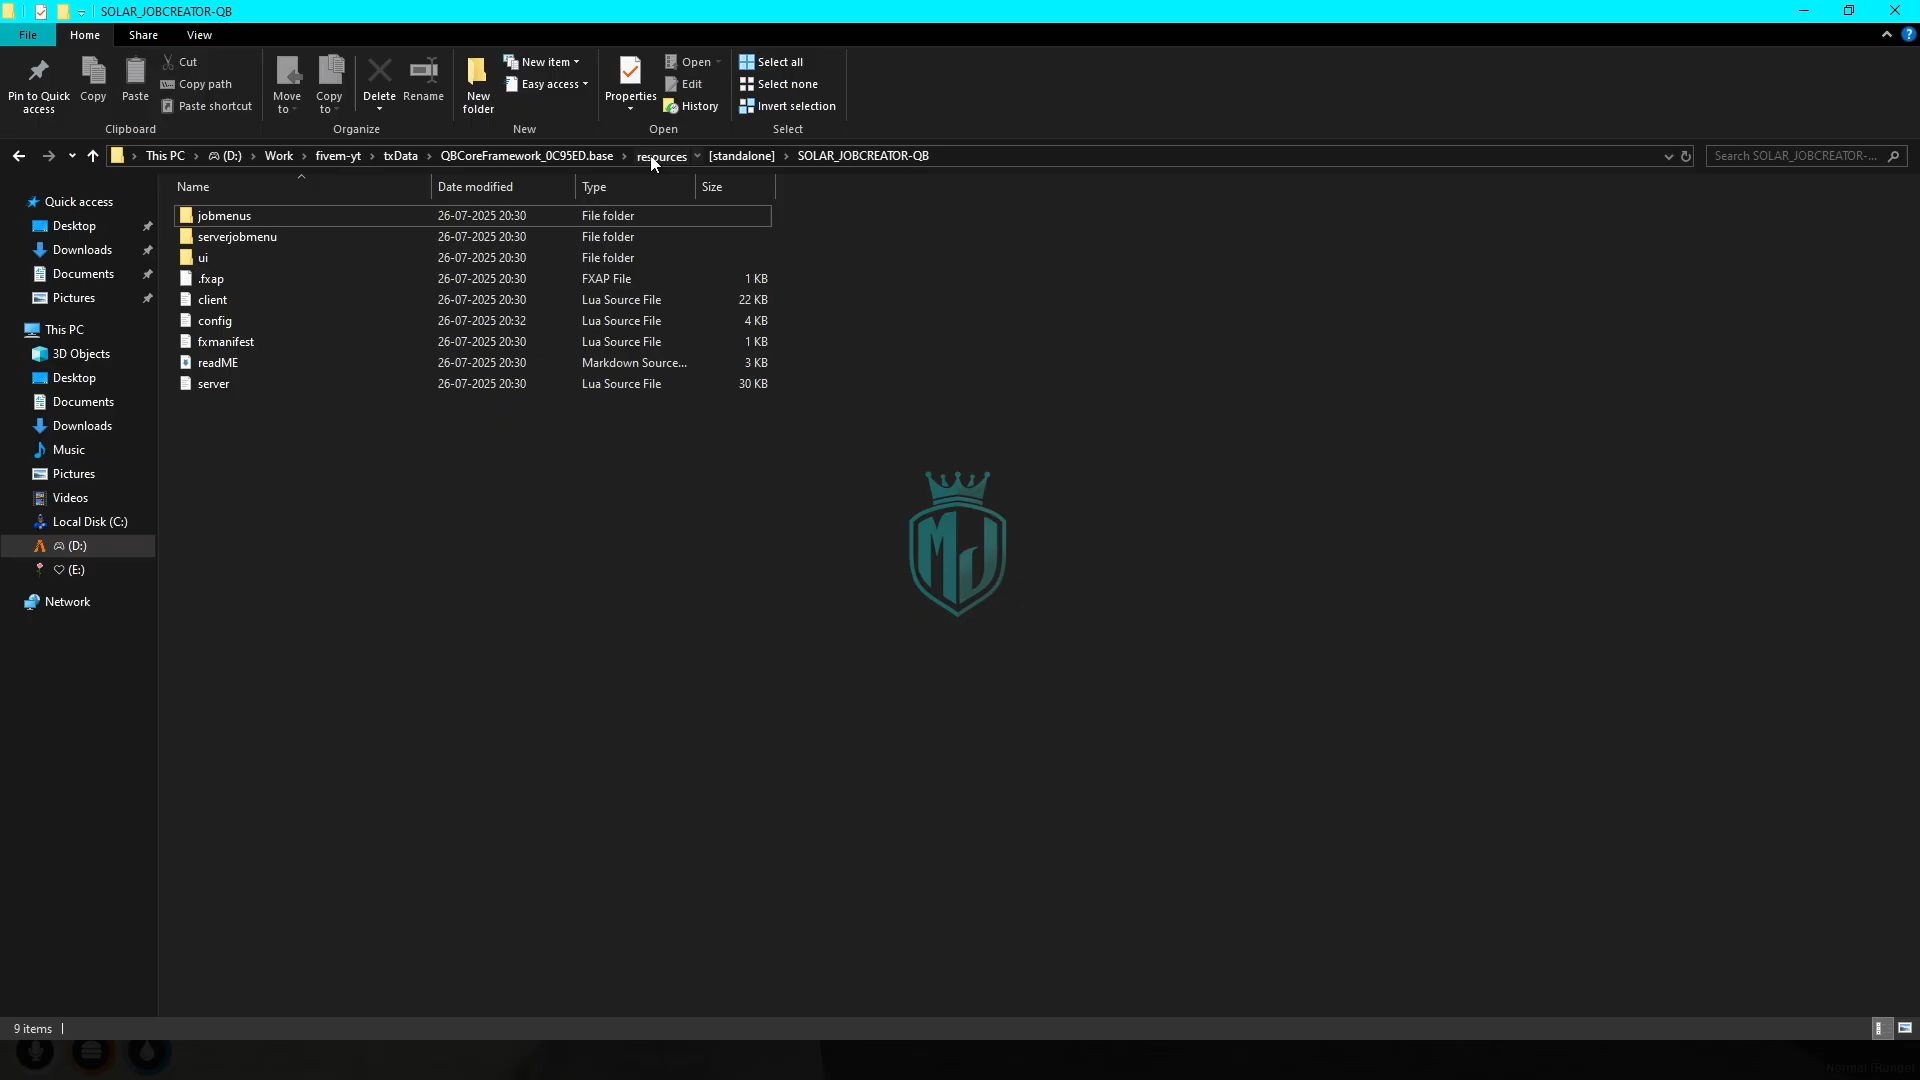 SOLAR_JOBCREATOR-QB
File Home Share View
Pin to Quick access
Copy
Paste
Cut
Copy path
Paste shortcut
Clipboard
Move to
Copy to
Delete
Rename
Organize
New folder
New item
Easy access
New
Properties
Open
Edit
History
Open
Select all
Select none
Invert selection
Select
This PC (D:) Work fivem-yt txData QBCoreFramework_0C95ED.base resources [standalone] SOLAR_JOBCREATOR-QB
Search SOLAR_JOBCREATOR-...
Name Date modified Type Size
jobmenus 26-07-2025 20:30 File folder
serverjobmenu 26-07-2025 20:30 File folder
ui 26-07-2025 20:30 File folder
.fxap 26-07-2025 20:30 FXAP File 1 KB
client 26-07-2025 20:30 Lua Source File 22 KB
config 26-07-2025 20:32 Lua Source File 4 KB
fxmanifest 26-07-2025 20:30 Lua Source File 1 KB
readME 26-07-2025 20:30 Markdown Source... 3 KB
server 26-07-2025 20:30 Lua Source File 30 KB
Quick access
Desktop
Downloads
Documents
Pictures
This PC
3D Objects
Desktop
Documents
Downloads
Music
Pictures
Videos
Local Disk (C:)
(D:)
(E:)
Network
MJ
9 items